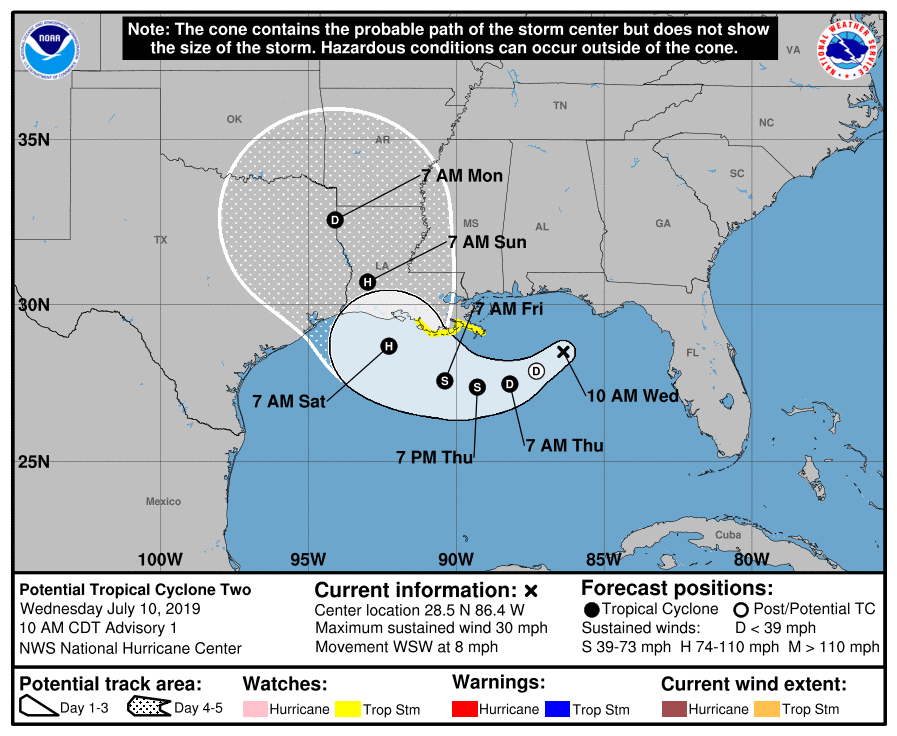 Note: The cone contains the probable path of the storm center but does not show
the size of the storm. Hazardous conditions can occur outside of the cone.
NOAA
NATIONAL WEATHER SERVICE
VA
OK
TN
AR
NC
35N
7 AM Mon
SC
MS
AL
GA
D
TX
7 AM Sun
LA
H
30N
7 AM Fri
H
FL
D
S
S
D
10 AM Wed
7 AM Sat
7 AM Thu
7 PM Thu
25N
Mexico
Cuba
100W
95W
90W
85W
80W
Potential Tropical Cyclone Two
Wednesday July 10, 2019
10 AM CDT Advisory 1
NWS National Hurricane Center
Current information: ×
Center location 28.5 N 86.4 W
Maximum sustained wind 30 mph
Movement WSW at 8 mph
Forecast positions:
Tropical Cyclone Post/Potential TC
Sustained winds: D < 39 mph
S 39-73 mph H 74-110 mph M > 110 mph
Potential track area:
Day 1-3 Day 4-5
Watches:
Hurricane Trop Stm
Warnings:
Hurricane Trop Stm
Current wind extent:
Hurricane Trop Stm